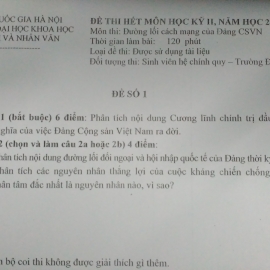 QUỐC GIA HÀ NỘI
ĐẠI HỌC KHOA HỌC
VÀ NHÂN VĂN
ĐỀ THI HẾT MÔN HỌC KỲ II, NĂM HỌC 2
Môn thi: Đường lối cách mạng của Đảng CSVN
Thời gian làm bài: 120 phút
Loại đề thi: Được sử dụng tài liệu
Đối tượng thi: Sinh viên hệ chính quy – Trường Đ
ĐỀ SỐ 1
1 (bắt buộc) 6 điểm: Phân tích nội dung Cương lĩnh chính trị đầ
nghĩa của việc Đảng Cộng sản Việt Nam ra đời.
2 (chọn và làm câu 2a hoặc 2b) 4 điểm:
hân tích nội dung đường lối đối ngoại và hội nhập quốc tế của Đảng thời kỳ
hân tích các nguyên nhân thắng lợi của cuộc kháng chiến chống
hân tâm đắc nhất là nguyên nhân nào, vì sao?
n bộ coi thi không được giải thích gì thêm.